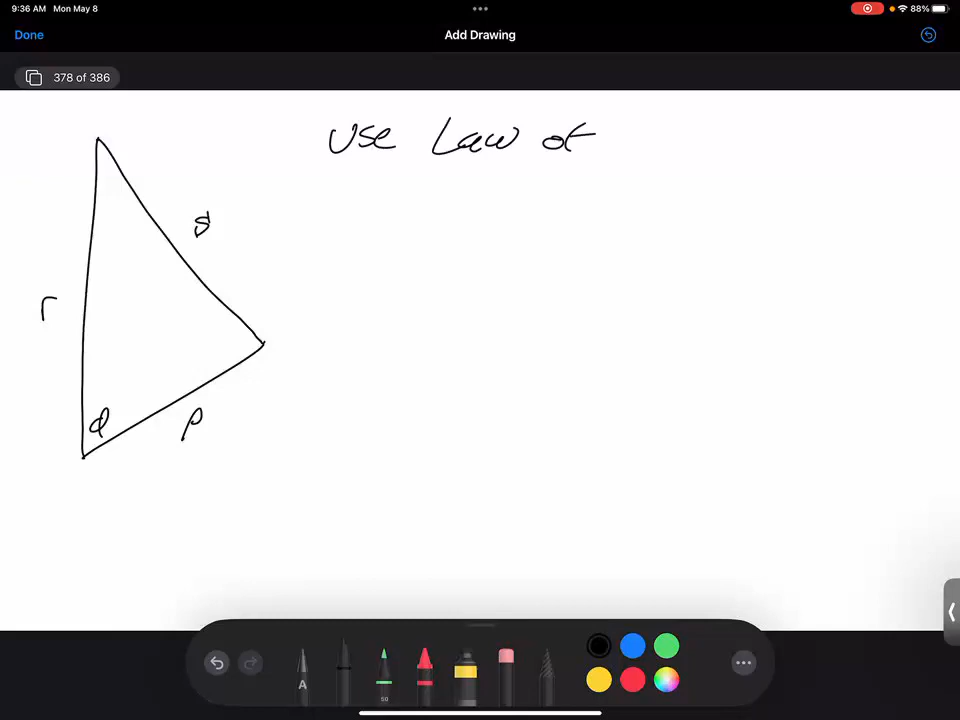 9:36 AM Mon May 8
88%
Done
Add Drawing
378 of 386
Use Law of
s
r
p
A
50